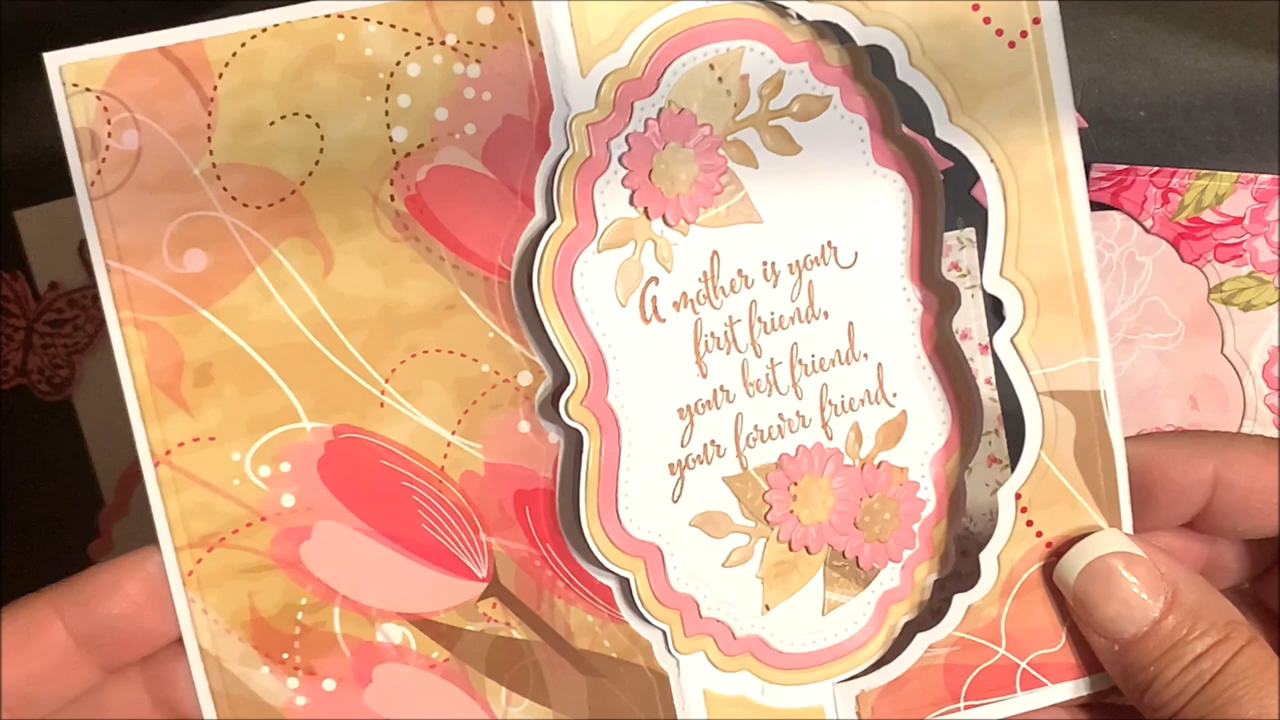 A mother is your
first friend,
your best friend,
your forever friend.